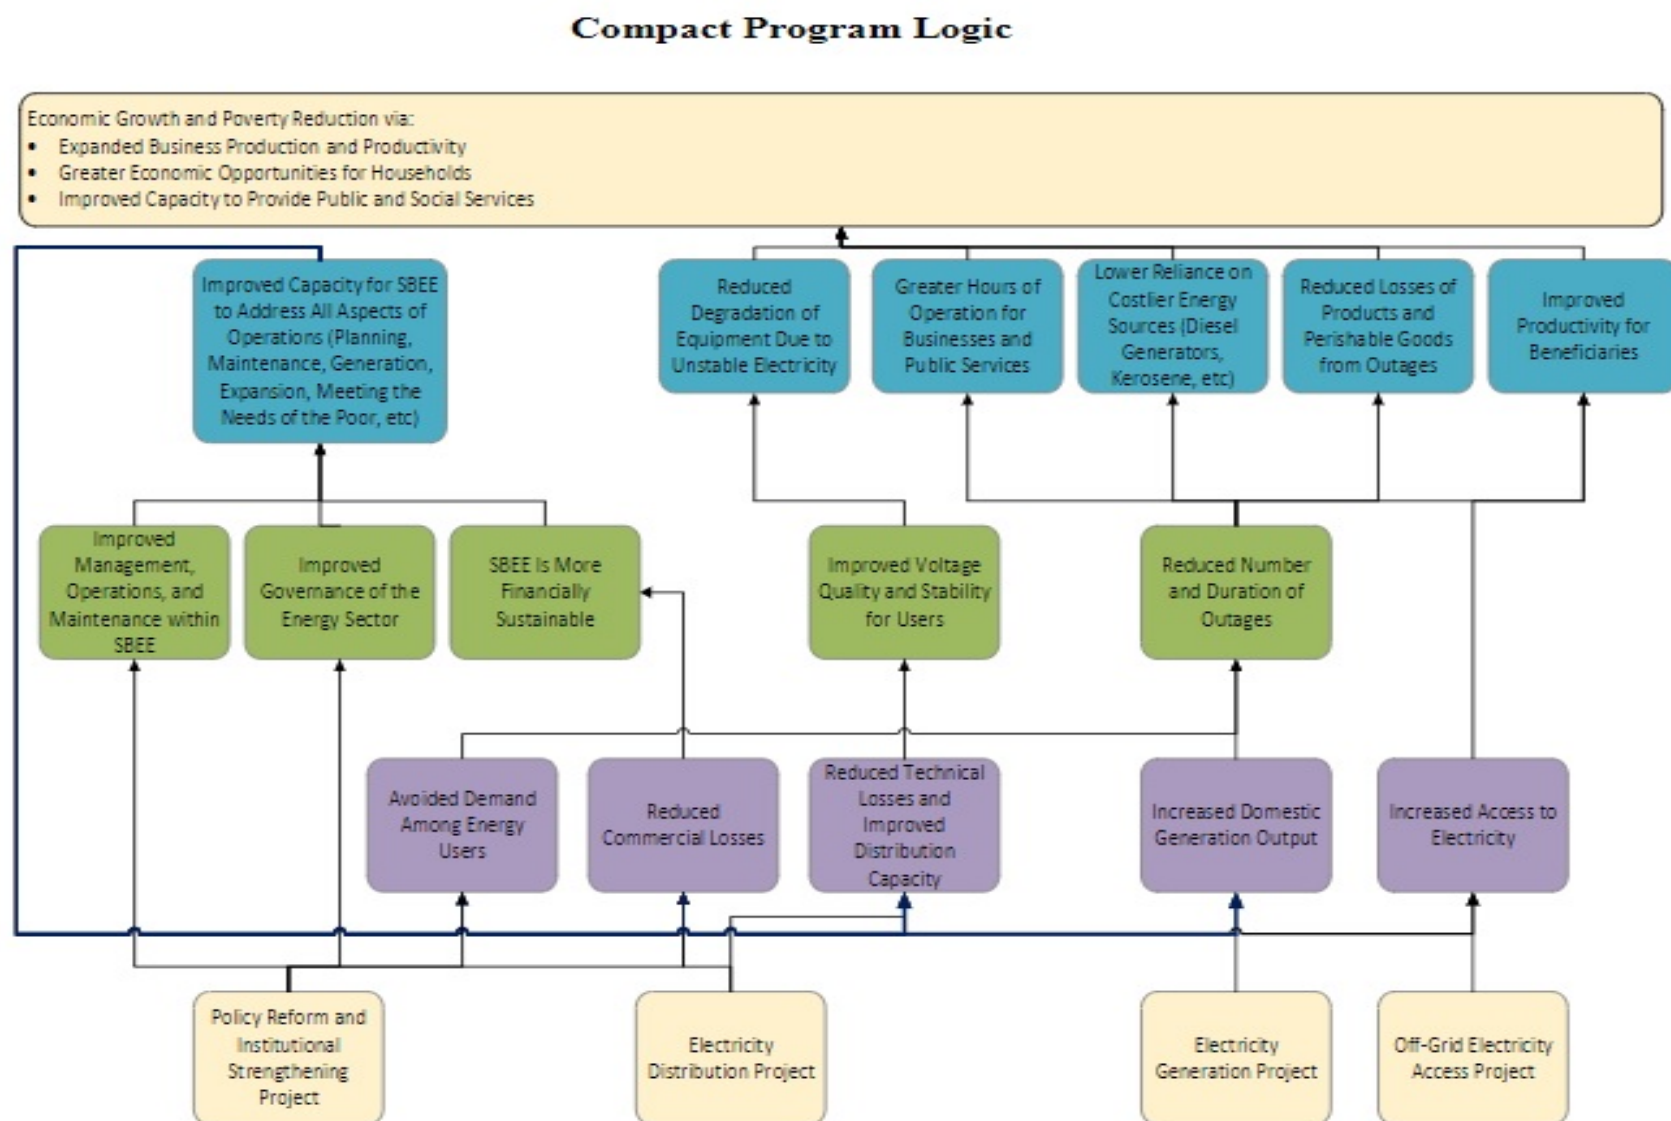 Compact Program Logic
Economic Growth and Poverty Reduction via:
• Expanded Business Production and Productivity
• Greater Economic Opportunities for Households
• Improved Capacity to Provide Public and Social Services
Improved Capacity for SBEE
to Address All Aspects of
Operations (Planning,
Maintenance, Generation,
Expansion, Meeting the
Needs of the Poor, etc)
Reduced
Degradation of
Equipment Due to
Unstable Electricity
Greater Hours of
Operation for
Businesses and
Public Services
Lower Reliance on
Costlier Energy
Sources (Diesel
Generators,
Kerosene, etc)
Reduced Losses of
Products and
Perishable Goods
from Outages
Improved
Productivity for
Beneficiaries
Improved
Management,
Operations, and
Maintenance within
SBEE
Improved
Governance of the
Energy Sector
SBEE Is More
Financially
Sustainable
Improved Voltage
Quality and Stability
for Users
Reduced Number
and Duration of
Outages
Avoided Demand
Among Energy
Users
Reduced
Commercial Losses
Reduced Technical
Losses and
Improved
Distribution
Capacity
Increased Domestic
Generation Output
Increased Access to
Electricity
Policy Reform and
Institutional
Strengthening
Project
Electricity
Distribution Project
Electricity
Generation Project
Off-Grid Electricity
Access Project